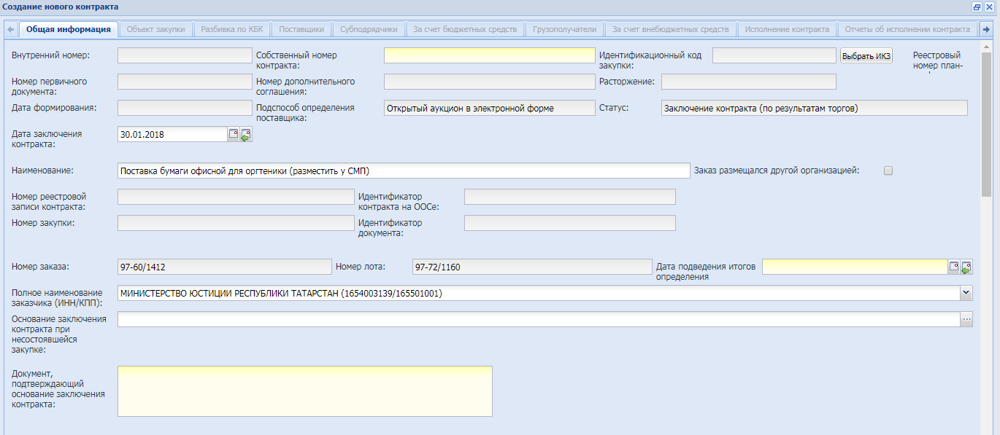 Создание нового контракта
Общая информация Объект закупки Разбивка по КБК Поставщики Субподрядчики За счет бюджетных средств Грузополучатели За счет внебюджетных средств Исполнение контракта Отчеты об исполнении контракта
Внутренний номер:
Собственный номер
контракта:
Идентификационный код
закупки:
Выбрать ИКЗ
Реестровый
номер план-
Номер первичного
документа:
Номер дополнительного
соглашения:
Расторжение:
Дата формирования:
Подспособ определения
поставщика:
Открытый аукцион в электронной форме
Статус:
Заключение контракта (по результатам торгов)
Дата заключения
контракта:
30.01.2018
Наименование:
Поставка бумаги офисной для оргтеники (разместить у СМП)
Заказ размещался другой организацией:
Номер реестровой
записи контракта:
Идентификатор
контракта на ООСе:
Номер закупки:
Идентификатор
документа:
Номер заказа:
97-60/1412
Номер лота:
97-72/1160
Дата подведения итогов
определения
Полное наименование
заказчика (ИНН/КПП):
МИНИСТЕРСТВО ЮСТИЦИИ РЕСПУБЛИКИ ТАТАРСТАН (1654003139/165501001)
Основание заключения
контракта при
несостоявшейся
закупке:
...
Документ,
подтверждающий
основание заключения
контракта: